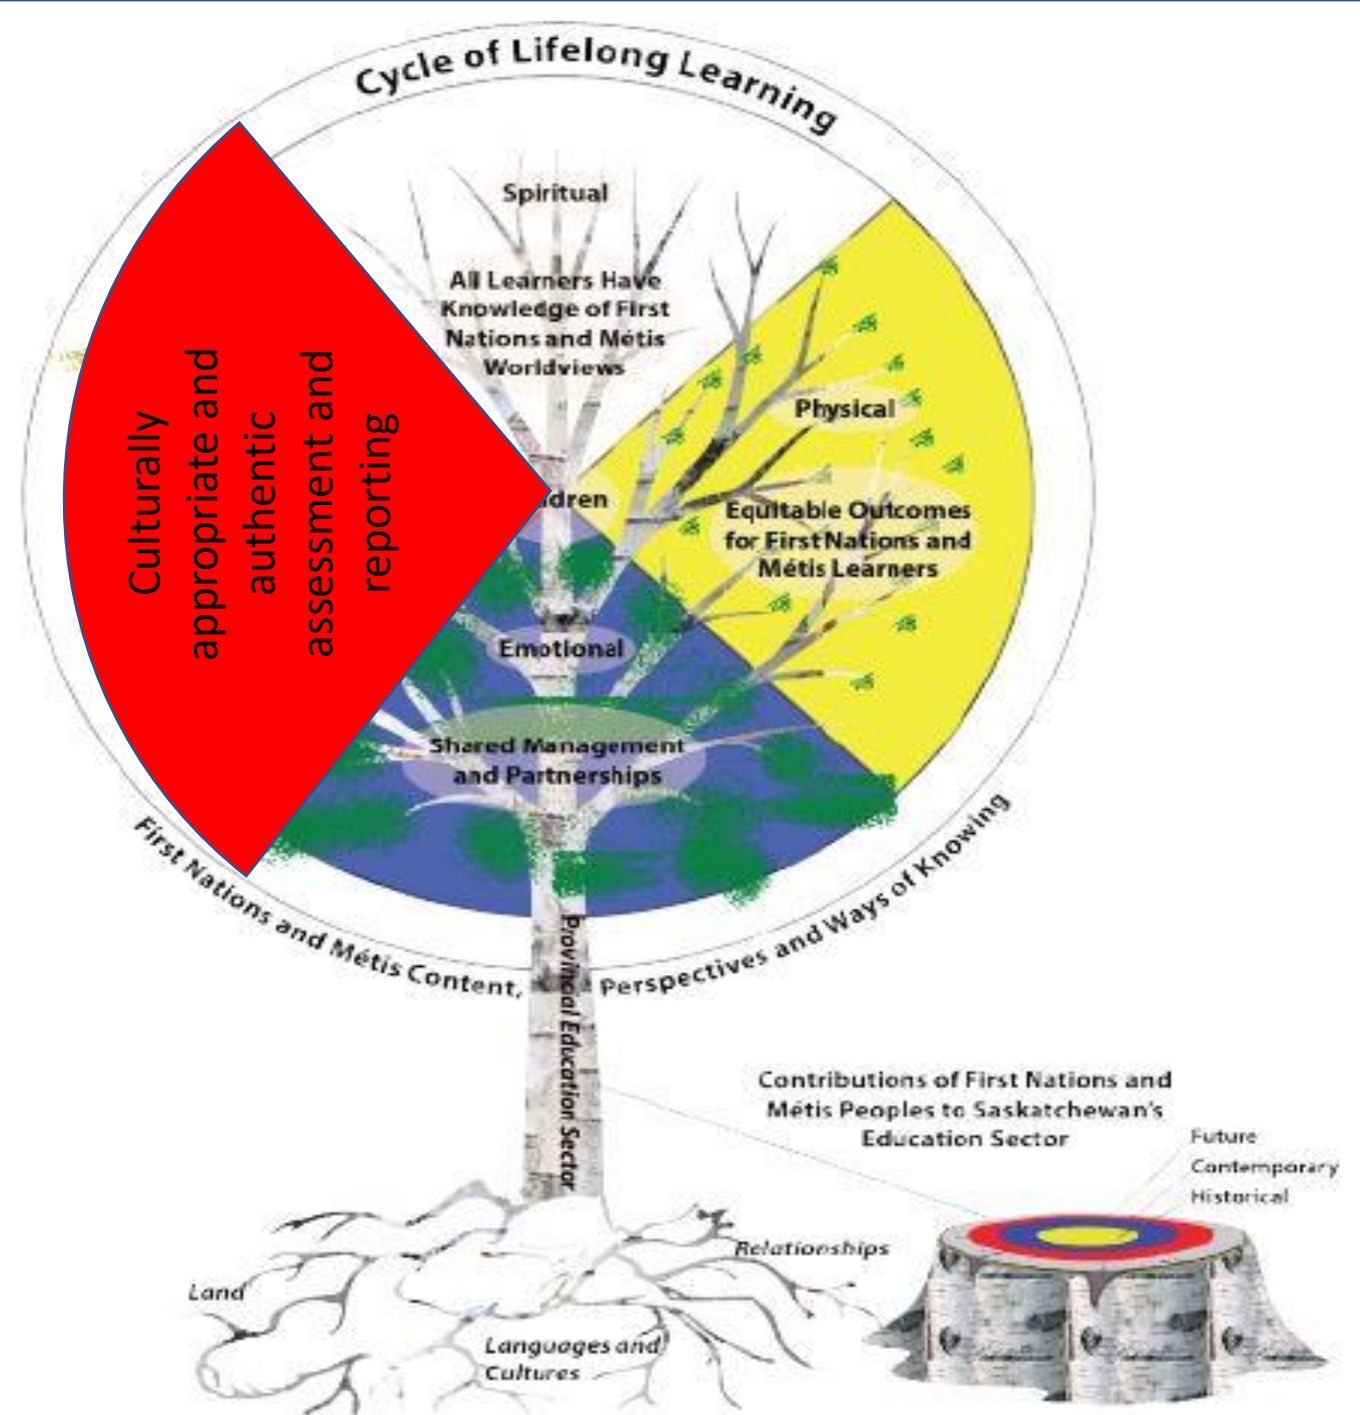 Cycle of Lifelong Learning
Spiritual
All Learners Have
Knowledge of First
Nations and Métis
Worldviews
Culturally
appropriate and
authentic
assessment and
reporting
Physical
Equitable Outcomes
for First Nations and
Métis Learners
dren
Emotional
Shared Management
and Partnerships
First Nations and Métis Content, Perspectives and Ways of Knowing
Provincial Education Sector
Contributions of First Nations and
Métis Peoples to Saskatchewan's
Education Sector
Future
Contemporary
Historical
Relationships
Land
Languages and
Cultures